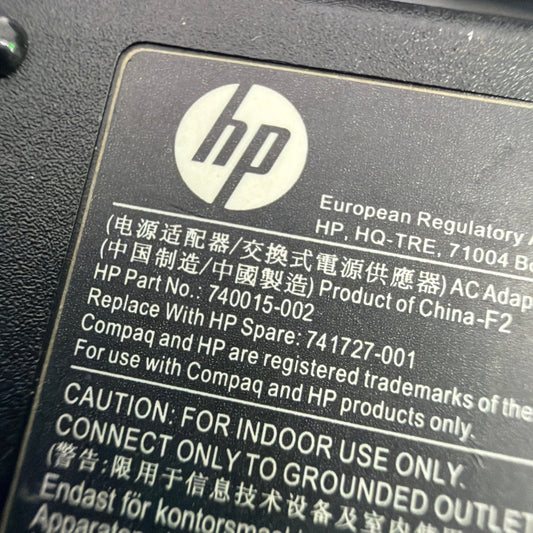 hp
European Regulatory
HP, HQ-TRE, 71004
(电源适配器/交換式電源供應器) AC
(中国制造/中國製造) Product of China-F2
HP Part No.: 740015-002
Replace With HP Spare: 741727-001
Compaq and HP are registered trademarks of the
For use with Compaq and HP products only.
CAUTION: FOR INDOOR USE ONLY.
CONNECT ONLY TO GROUNDED OUTLET
(警告:限用于信息技术设备及室内使用
Endast för